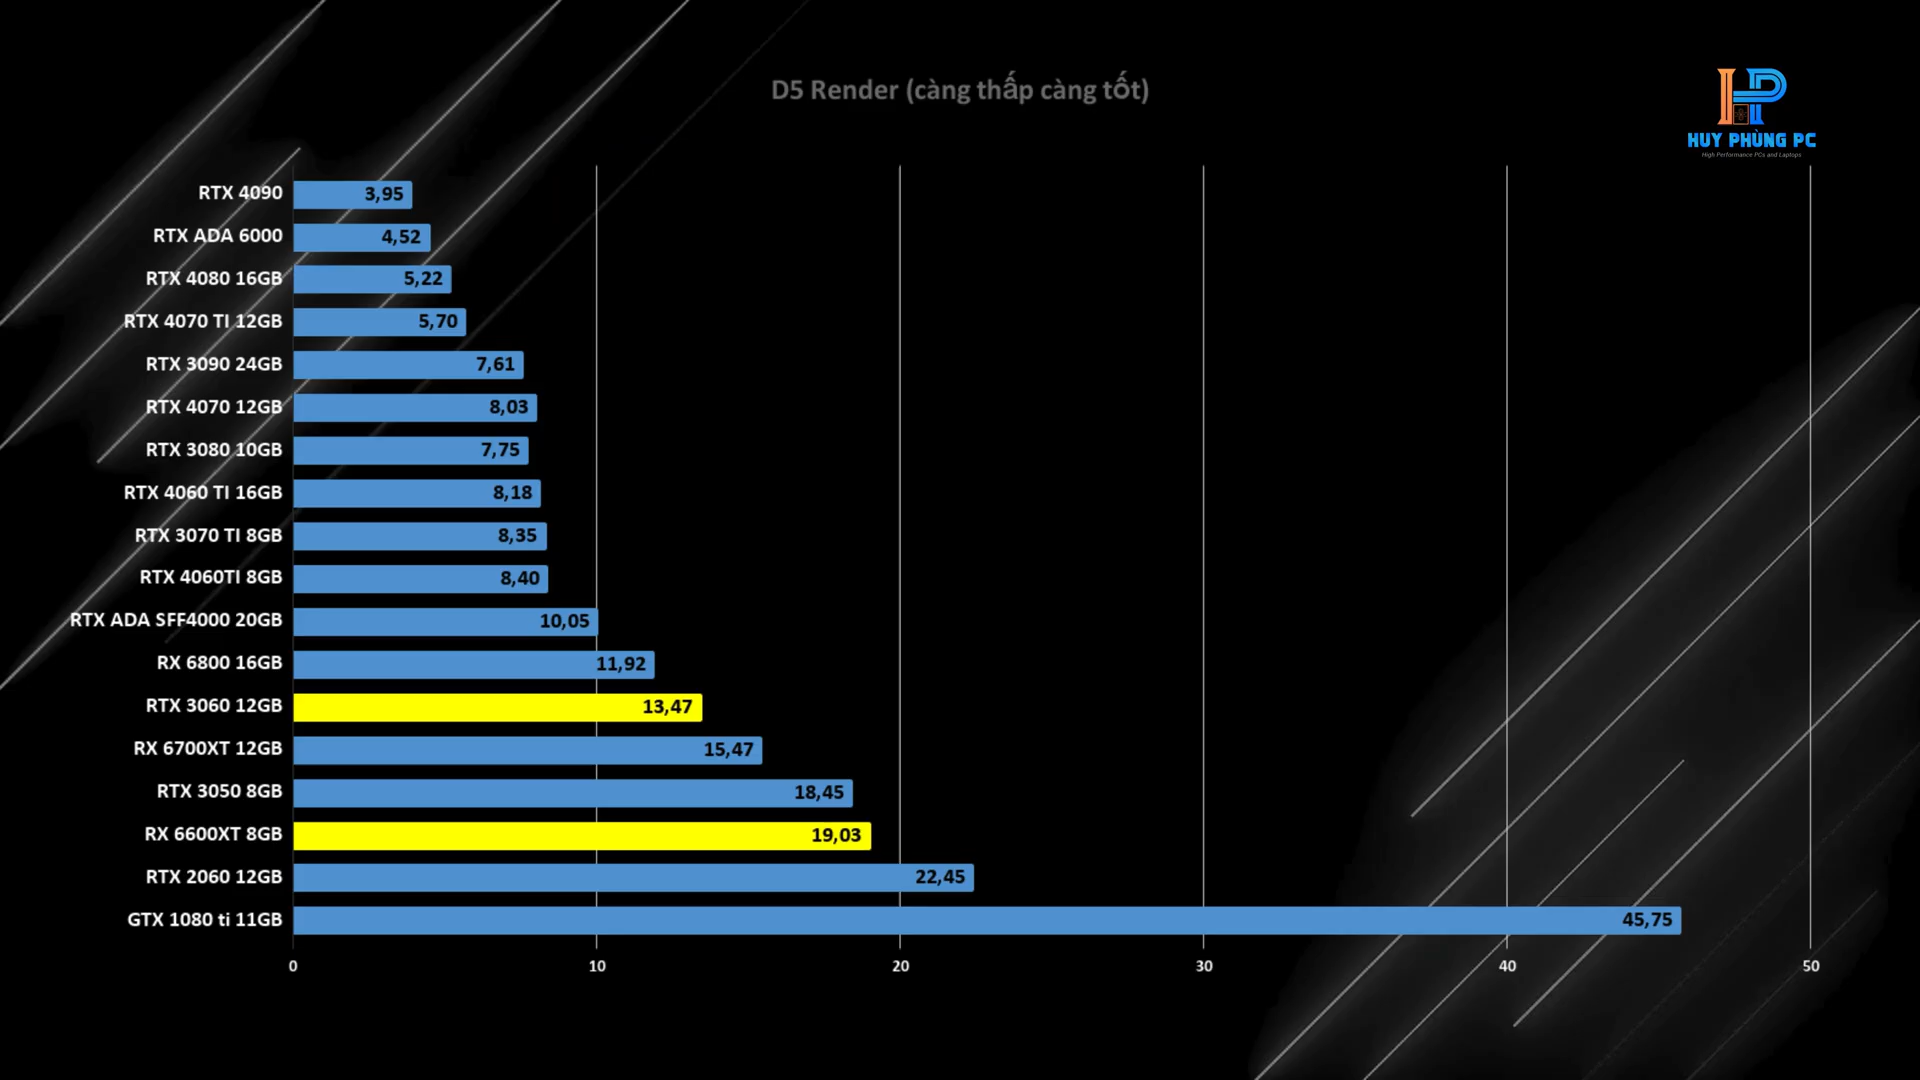 D5 Render (càng thấp càng tốt)
HUY PHÙNG PC
High Performance PCs and Laptops
RTX 4090 3,95
RTX ADA 6000 4,52
RTX 4080 16GB 5,22
RTX 4070 TI 12GB 5,70
RTX 3090 24GB 7,61
RTX 4070 12GB 8,03
RTX 3080 10GB 7,75
RTX 4060 TI 16GB 8,18
RTX 3070 TI 8GB 8,35
RTX 4060TI 8GB 8,40
RTX ADA SFF4000 20GB 10,05
RX 6800 16GB 11,92
RTX 3060 12GB 13,47
RX 6700XT 12GB 15,47
RTX 3050 8GB 18,45
RX 6600XT 8GB 19,03
RTX 2060 12GB 22,45
GTX 1080 ti 11GB 45,75
0 10 20 30 40 50